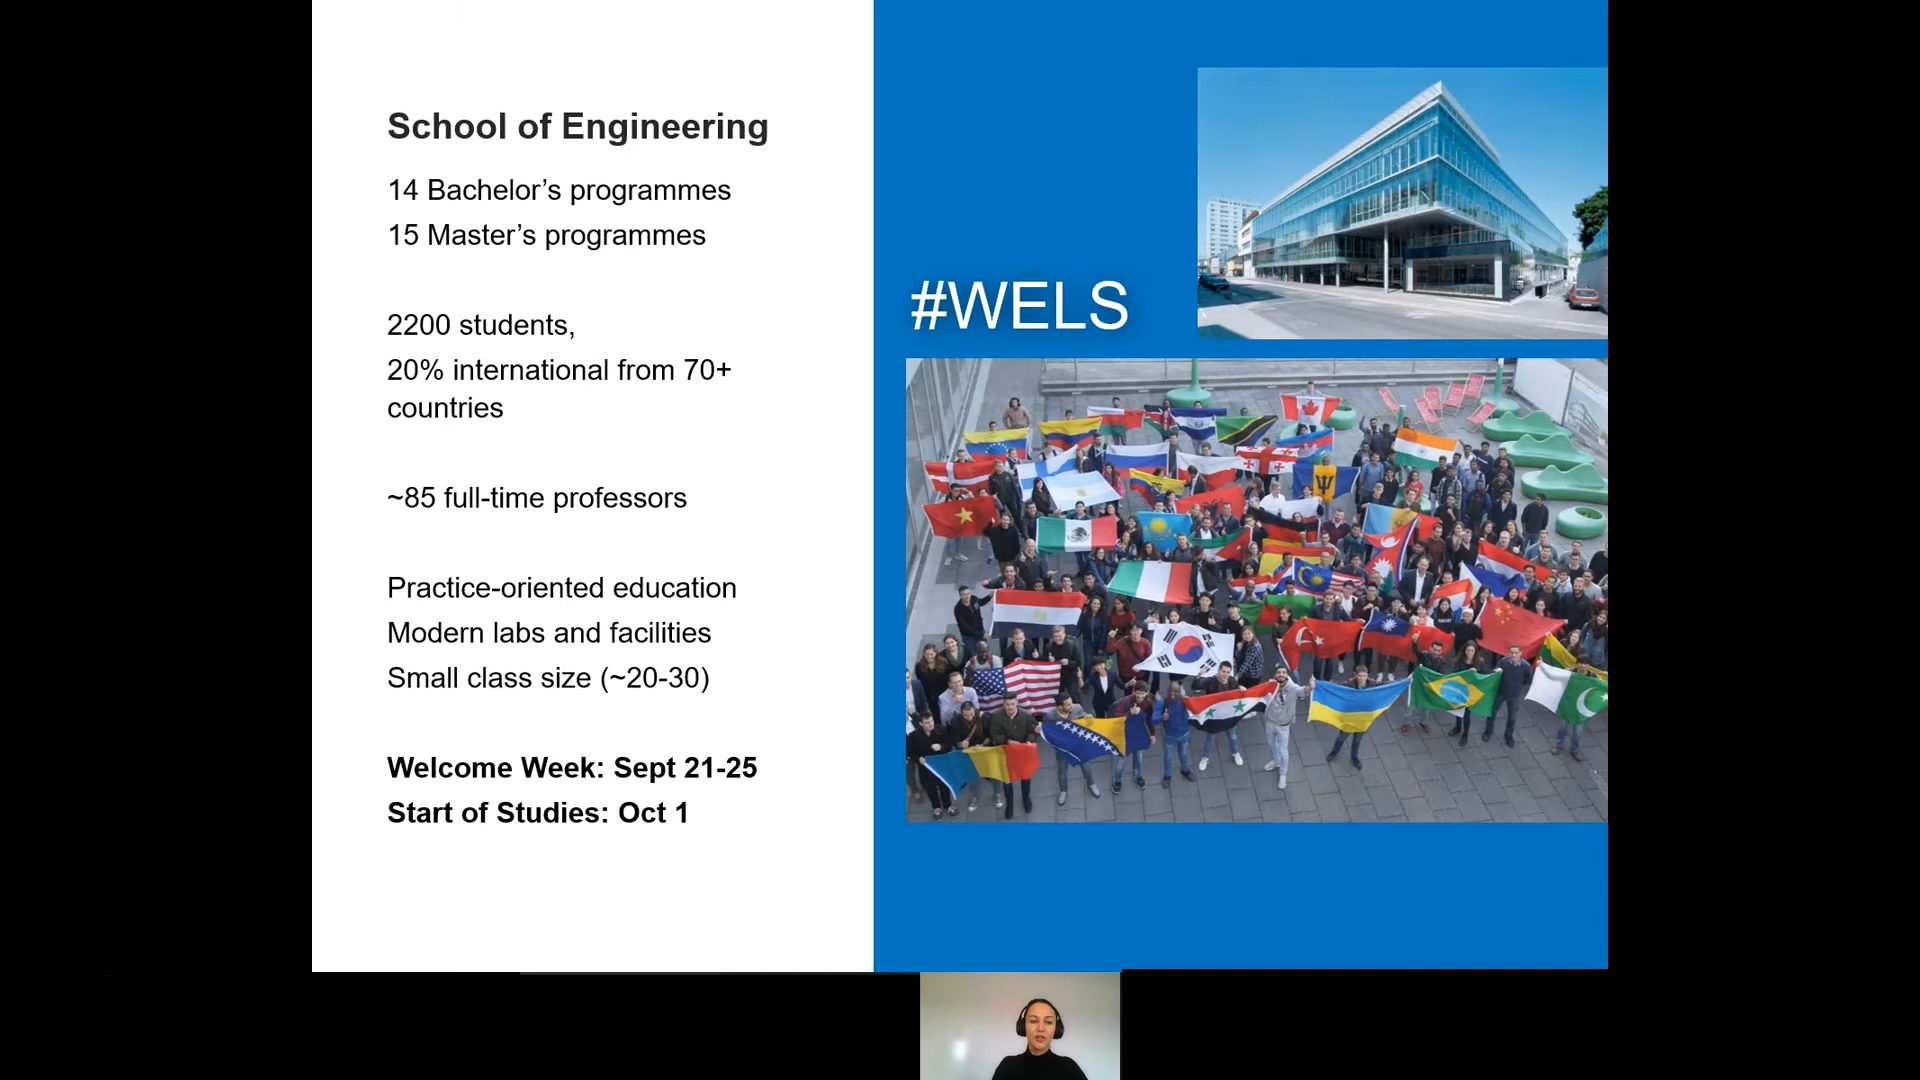 School of Engineering
14 Bachelor’s programmes
15 Master’s programmes
2200 students,
20% international from 70+
countries
~85 full-time professors
Practice-oriented education
Modern labs and facilities
Small class size (~20-30)
Welcome Week: Sept 21-25
Start of Studies: Oct 1
#WELS